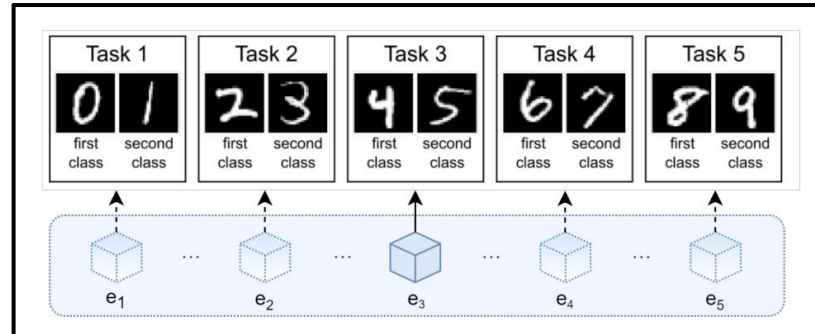 Task 1 Task 2 Task 3 Task 4 Task 5
0 1 2 3 4 5 6 7 8 9
first second first second first second first second first second
class class class class class class class class class class
... ... ... ...
e₁ e₂ e₃ e₄ e₅